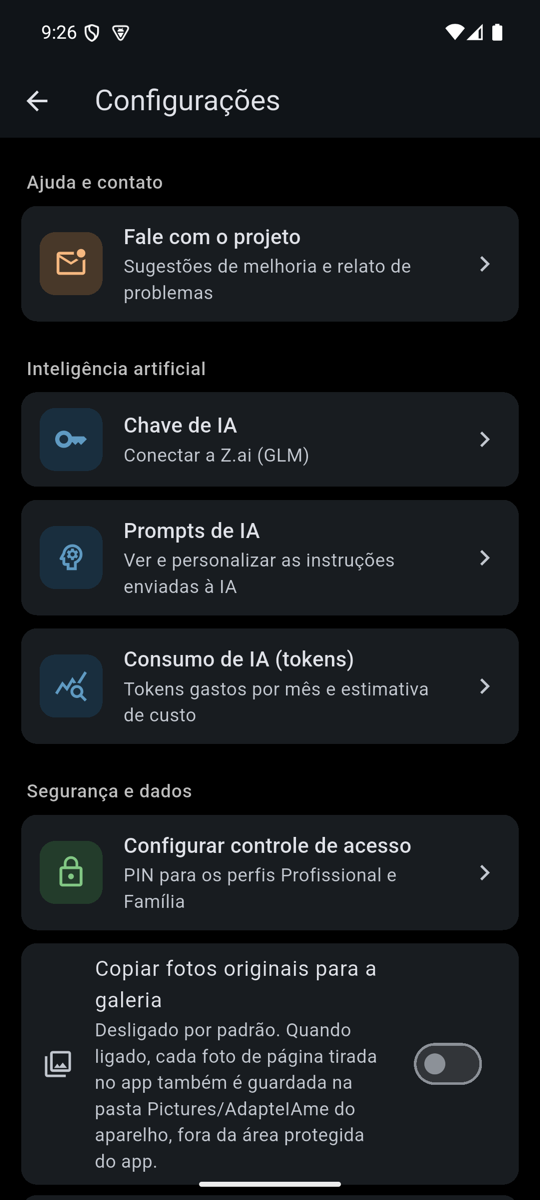 9:26
Configurações
Ajuda e contato
Fale com o projeto
Sugestões de melhoria e relato de
problemas
Inteligência artificial
Chave de IA
Conectar a Z.ai (GLM)
Prompts de IA
Ver e personalizar as instruções
enviadas à IA
Consumo de IA (tokens)
Tokens gastos por mês e estimativa
de custo
Segurança e dados
Configurar controle de acesso
PIN para os perfis Profissional e
Família
Copiar fotos originais para a
galeria
Desligado por padrão. Quando
ligado, cada foto de página tirada
no app também é guardada na
pasta Pictures/AdapteIAme do
aparelho, fora da área protegida
do app.